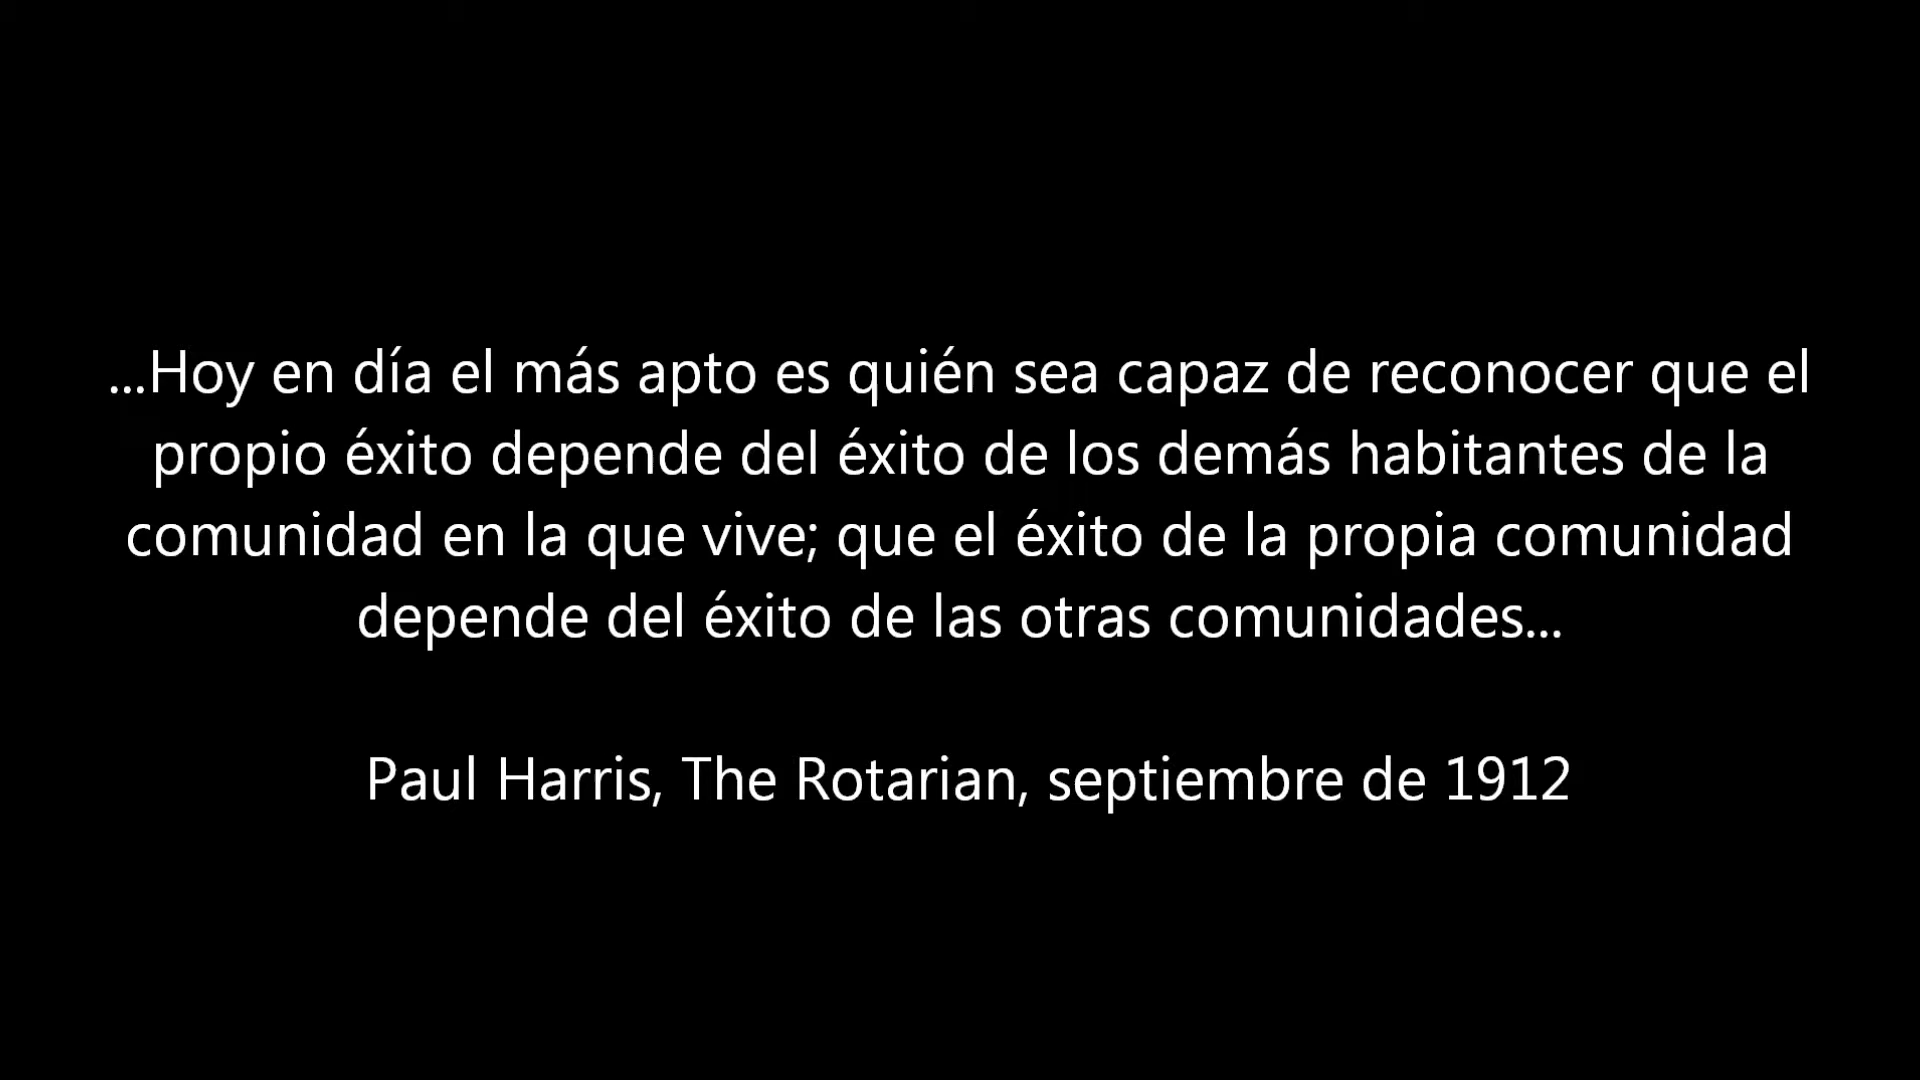 ...Hoy en día el más apto es quién sea capaz de reconocer que el
propio éxito depende del éxito de los demás habitantes de la
comunidad en la que vive; que el éxito de la propia comunidad
depende del éxito de las otras comunidades...
Paul Harris, The Rotarian, septiembre de 1912